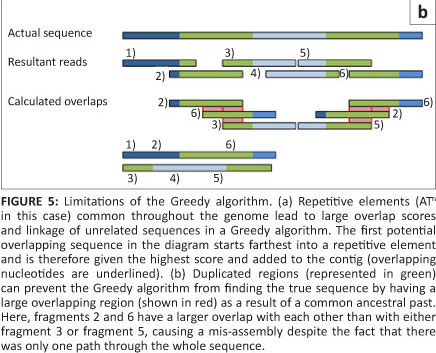 b
Actual sequence
1) 3) 5)
Resultant reads
2) 4) 6)
Calculated overlaps 2) 6)
6) 2)
3) 5)
1) 2) 6)
3) 4) 5)
FIGURE 5: Limitations of the Greedy algorithm. (a) Repetitive elements (ATⁿ
in this case) common throughout the genome lead to large overlap scores
and linkage of unrelated sequences in a Greedy algorithm. The first potential
overlapping sequence in the diagram starts farthest into a repetitive element
and is therefore given the highest score and added to the contig (overlapping
nucleotides are underlined). (b) Duplicated regions (represented in green)
can prevent the Greedy algorithm from finding the true sequence by having a
large overlapping region (shown in red) as a result of a common ancestral past.
Here, fragments 2 and 6 have a larger overlap with each other than with either
fragment 3 or fragment 5, causing a mis-assembly despite the fact that there
was only one path through the whole sequence.